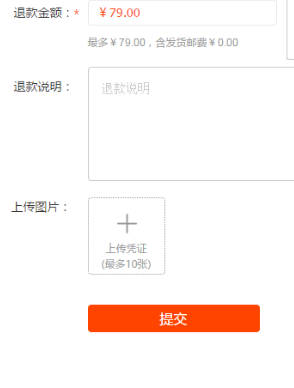 退款金额：* ￥79.00
最多￥79.00，含发货邮费￥0.00
退款说明： 退款说明
上传图片：
上传凭证
(最多10张)
提交